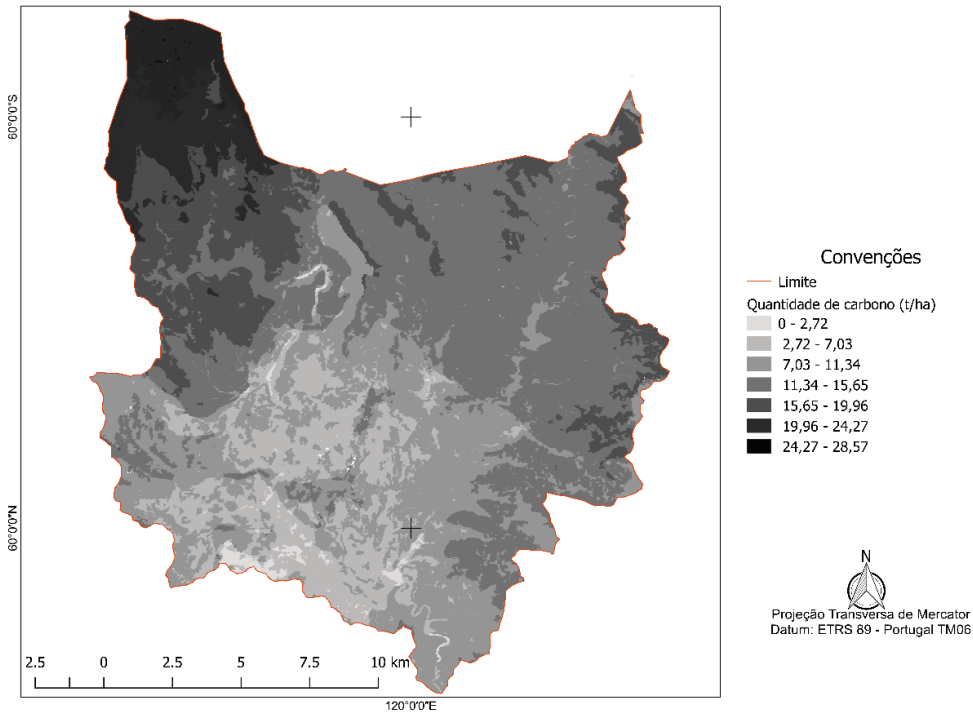 60°0'0"S
60°0'0"N
2.5 0 2.5 5 7.5 10 km
120°0'0"E
Convenções
Limite
Quantidade de carbono (t/ha)
0 - 2,72
2,72 - 7,03
7,03 - 11,34
11,34 - 15,65
15,65 - 19,96
19,96 - 24,27
24,27 - 28,57
N
Projeção Transversa de Mercator
Datum: ETRS 89 - Portugal TM06